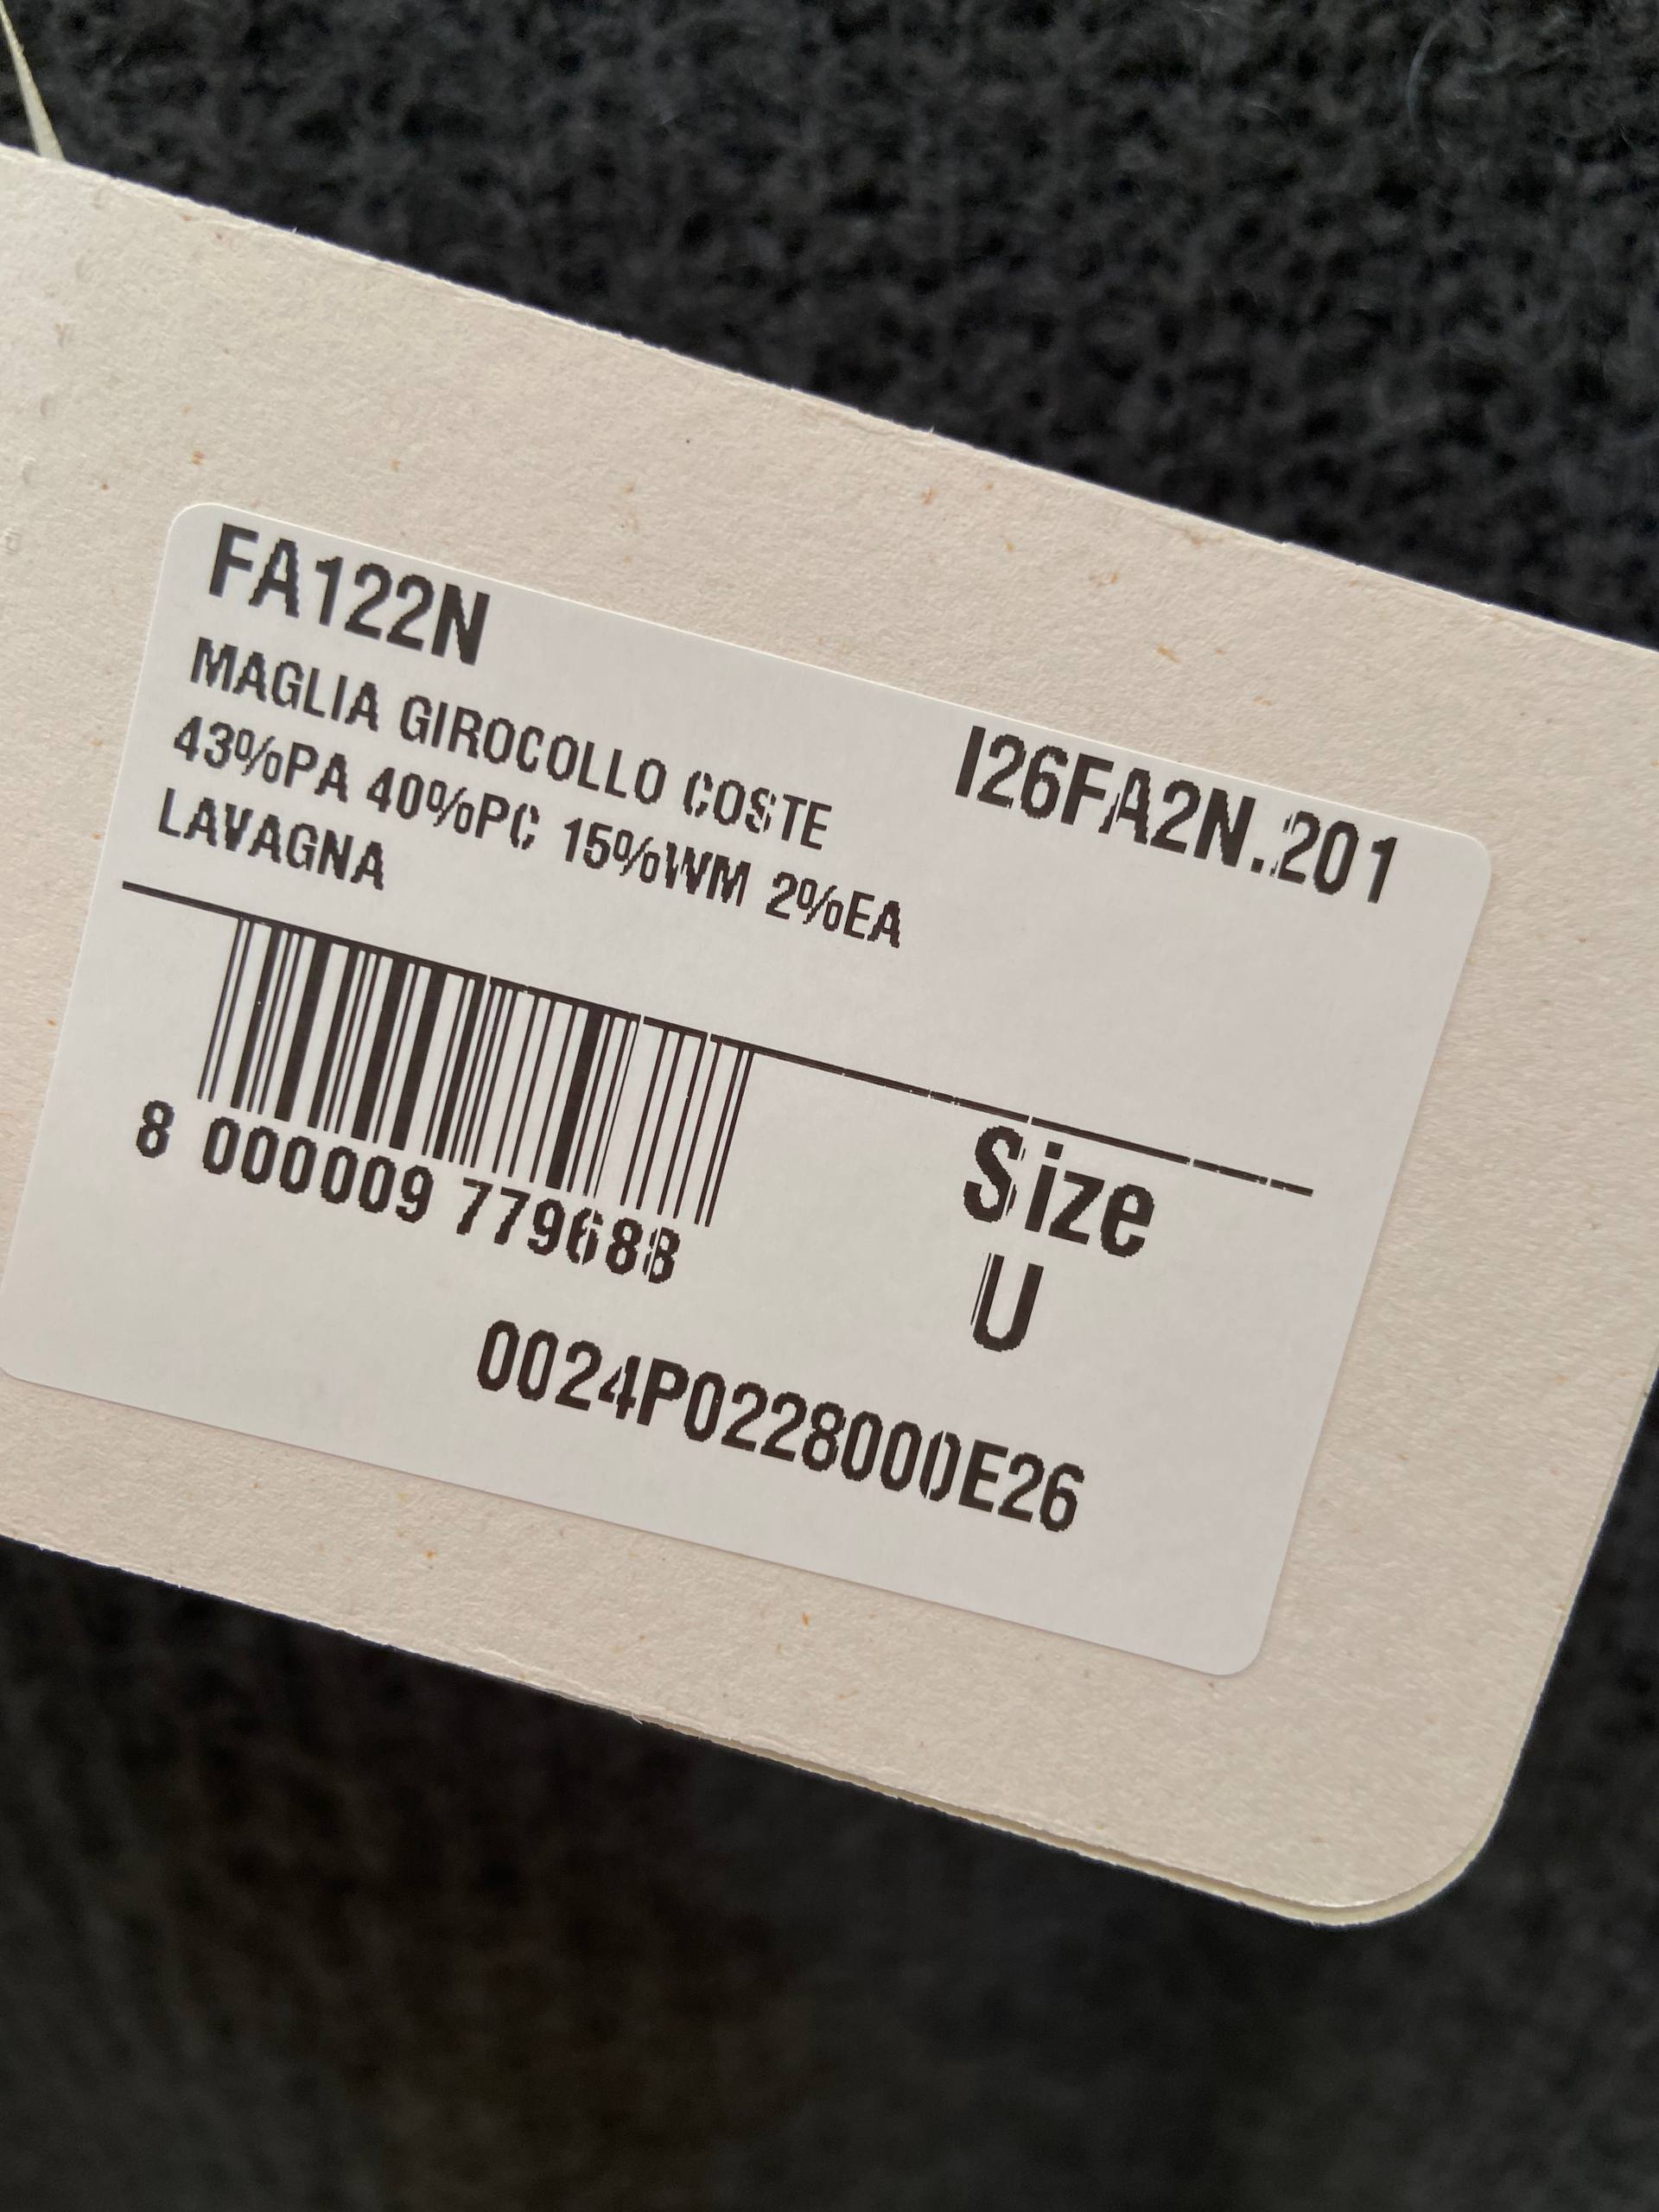 FA122N
MAGLIA GIROCOLLO COSTE
I26FA2N.201
43%PA 40%PC 15%WM 2%EA
LAVAGNA
8 000009 779688
Size
U
0024P0228000E26